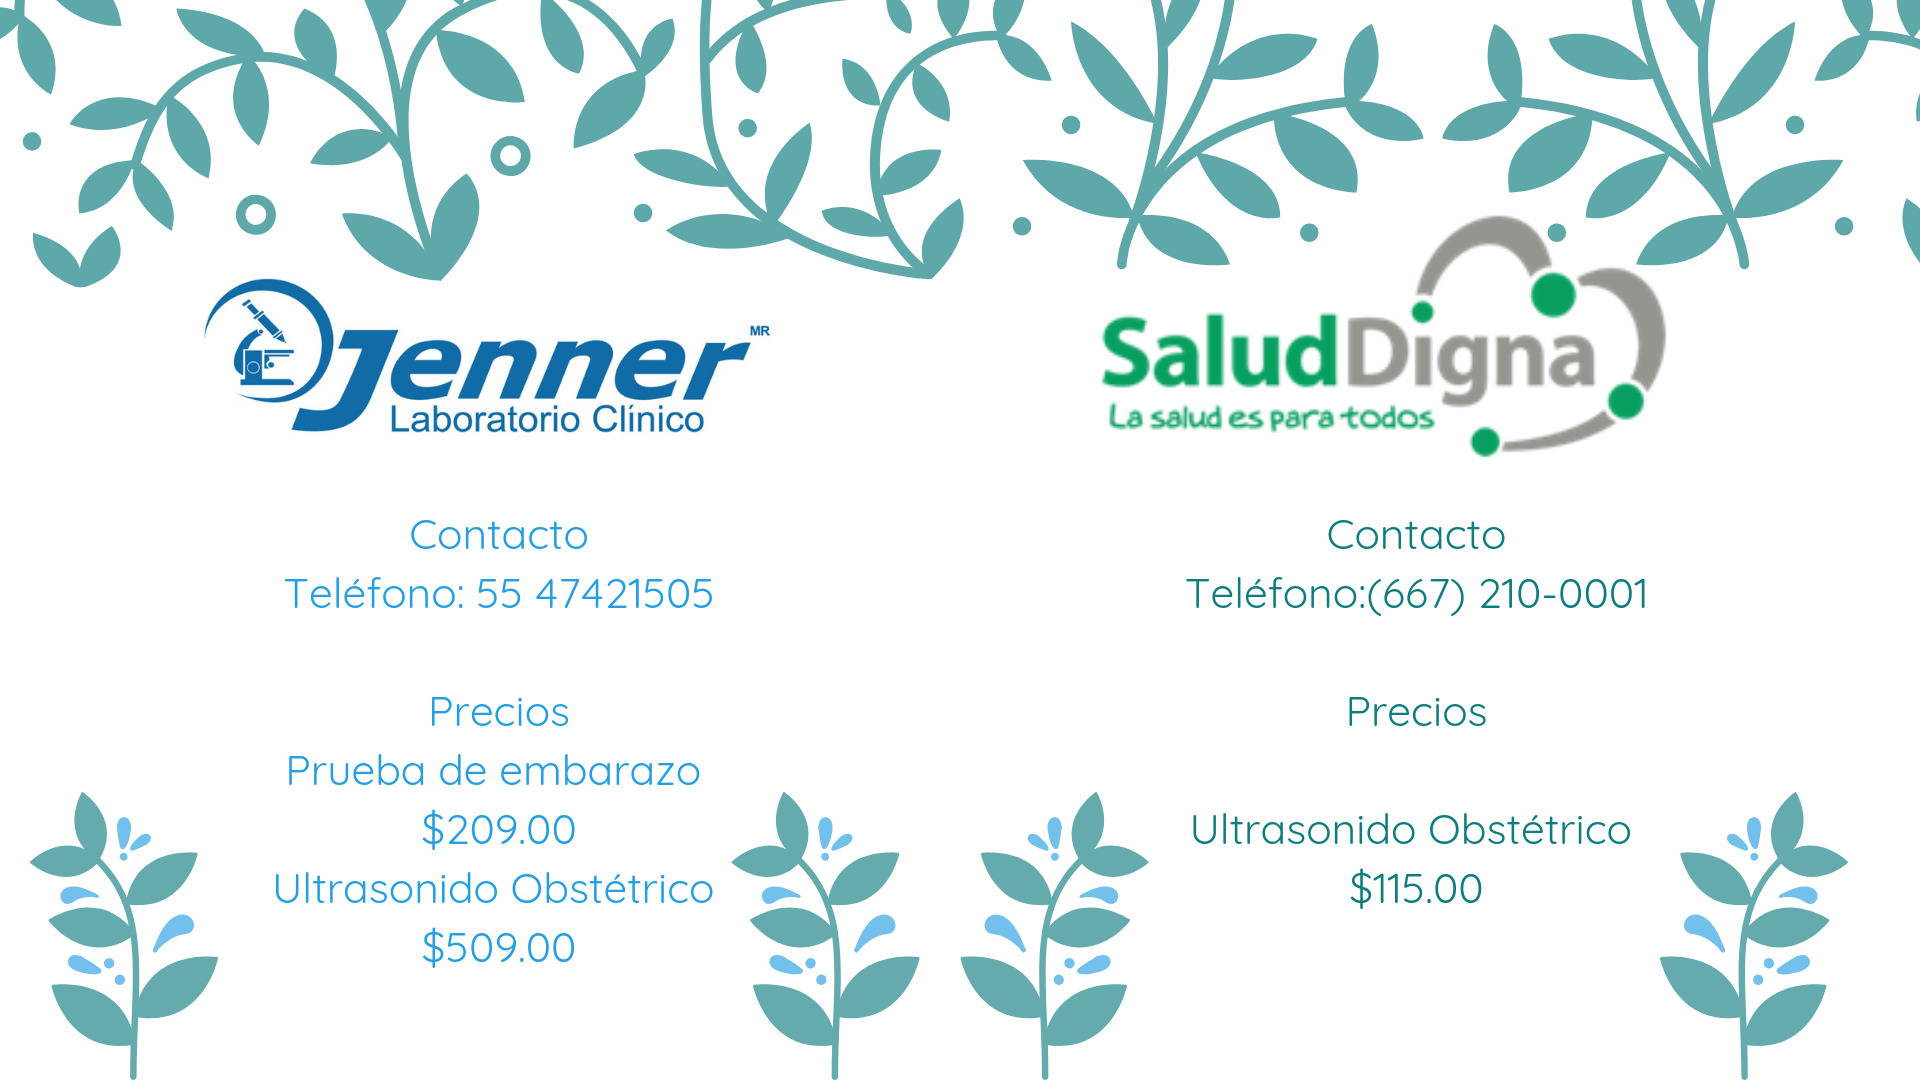 Jenner MR
Laboratorio Clínico
Contacto
Teléfono: 55 47421505
Precios
Prueba de embarazo
$209.00
Ultrasonido Obstétrico
$509.00
SaludDigna
La salud es para todos
Contacto
Teléfono:(667) 210-0001
Precios
Ultrasonido Obstétrico
$115.00